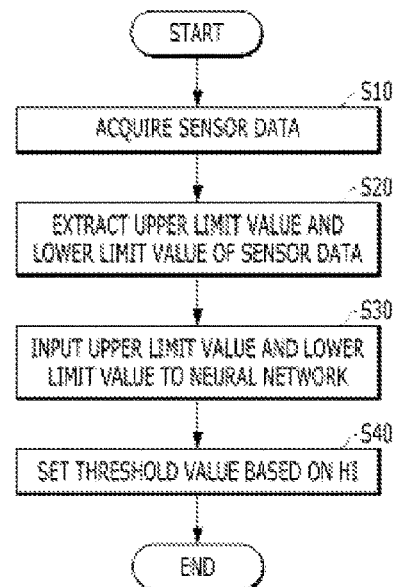 START
S10
ACQUIRE SENSOR DATA
S20
EXTRACT UPPER LIMIT VALUE AND
LOWER LIMIT VALUE OF SENSOR DATA
S30
INPUT UPPER LIMIT VALUE AND LOWER
LIMIT VALUE TO NEURAL NETWORK
S40
SET THRESHOLD VALUE BASED ON HI
END